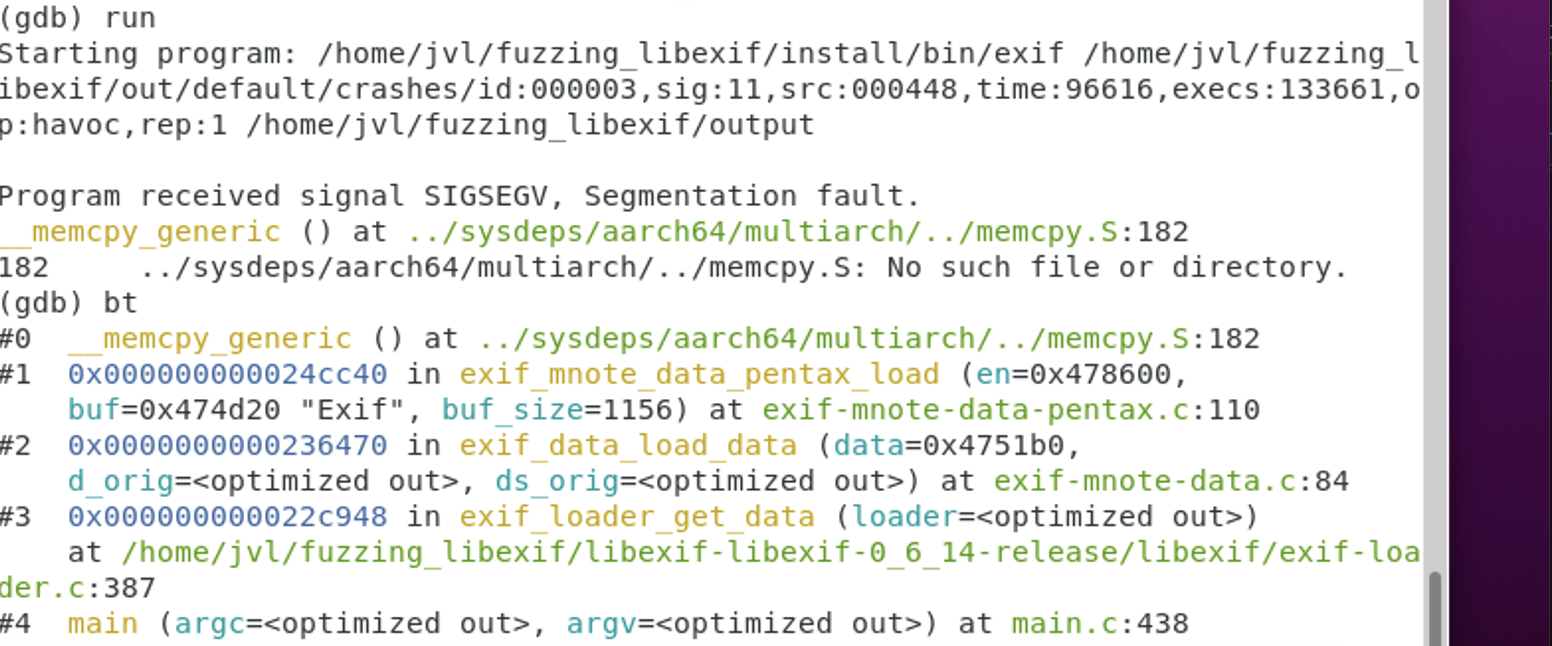 (gdb) run
Starting program: /home/jvl/fuzzing_libexif/install/bin/exif /home/jvl/fuzzing_l
ibexif/out/default/crashes/id:000003,sig:11,src:000448,time:96616,execs:133661,o
p:havoc,rep:1 /home/jvl/fuzzing_libexif/output

Program received signal SIGSEGV, Segmentation fault.
__memcpy_generic () at ../sysdeps/aarch64/multiarch/../memcpy.S:182
182     ../sysdeps/aarch64/multiarch/../memcpy.S: No such file or directory.
(gdb) bt
#0  __memcpy_generic () at ../sysdeps/aarch64/multiarch/../memcpy.S:182
#1  0x000000000024cc40 in exif_mnote_data_pentax_load (en=0x478600,
    buf=0x474d20 "Exif", buf_size=1156) at exif-mnote-data-pentax.c:110
#2  0x0000000000236470 in exif_data_load_data (data=0x4751b0,
    d_orig=<optimized out>, ds_orig=<optimized out>) at exif-mnote-data.c:84
#3  0x000000000022c948 in exif_loader_get_data (loader=<optimized out>)
    at /home/jvl/fuzzing_libexif/libexif-libexif-0_6_14-release/libexif/exif-loa
der.c:387
#4  main (argc=<optimized out>, argv=<optimized out>) at main.c:438